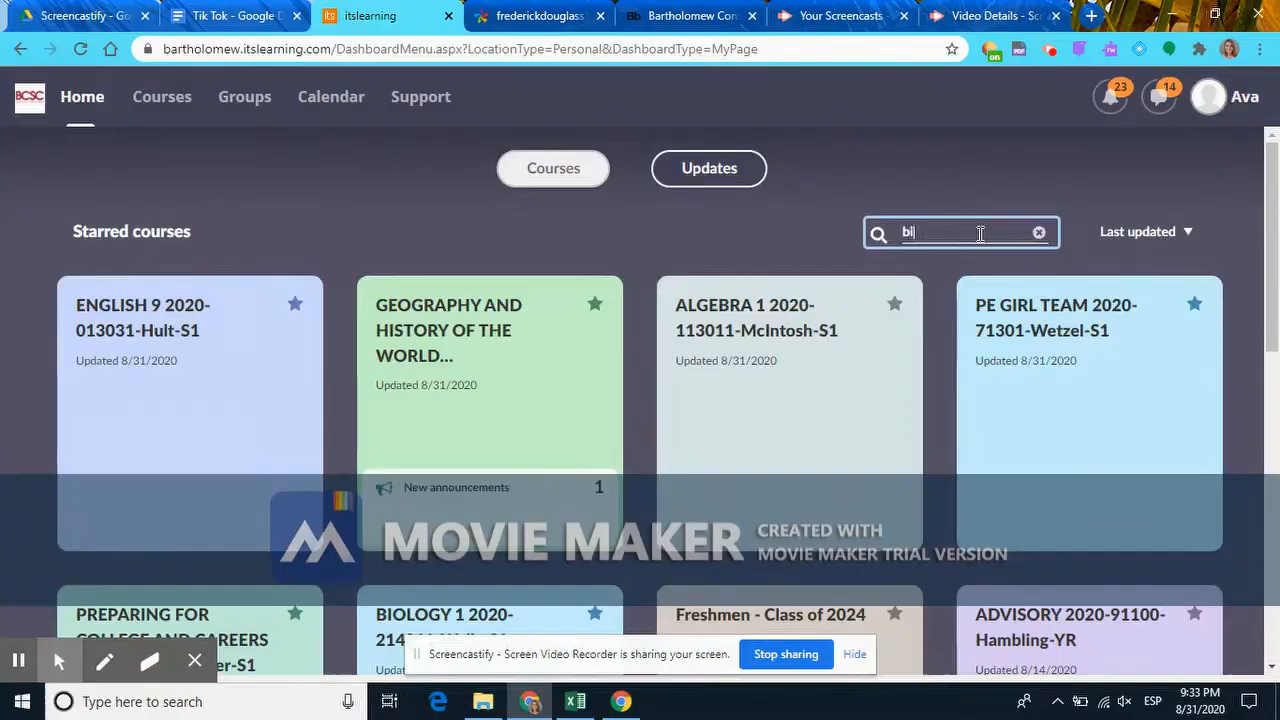 Screencastify - G
Tik Tok - Google D
itslearning
frederickdouglass
Bartholomew Con
Your Screencasts -
Video Details - Scr
bartholomew.itslearning.com/DashboardMenu.aspx?LocationType=Personal&DashboardType=MyPage
on
BCSC
Home
Courses
Groups
Calendar
Support
23
14
Ava
Courses
Updates
Starred courses
bi
Last updated
ENGLISH 9 2020-
013031-Hult-S1
Updated 8/31/2020
GEOGRAPHY AND
HISTORY OF THE
WORLD...
Updated 8/31/2020
New announcements 1
ALGEBRA 1 2020-
113011-McIntosh-S1
Updated 8/31/2020
PE GIRL TEAM 2020-
71301-Wetzel-S1
Updated 8/31/2020
MOVIE MAKER
CREATED WITH
MOVIE MAKER TRIAL VERSION
PREPARING FOR
COLLEGE AND CAREERS
BIOLOGY 1 2020-
Freshmen - Class of 2024
ADVISORY 2020-91100-
Hambling-YR
Updated 8/14/2020
Screencastify - Screen Video Recorder is sharing your screen.
Stop sharing
Hide
Type here to search
ESP
9:33 PM
8/31/2020